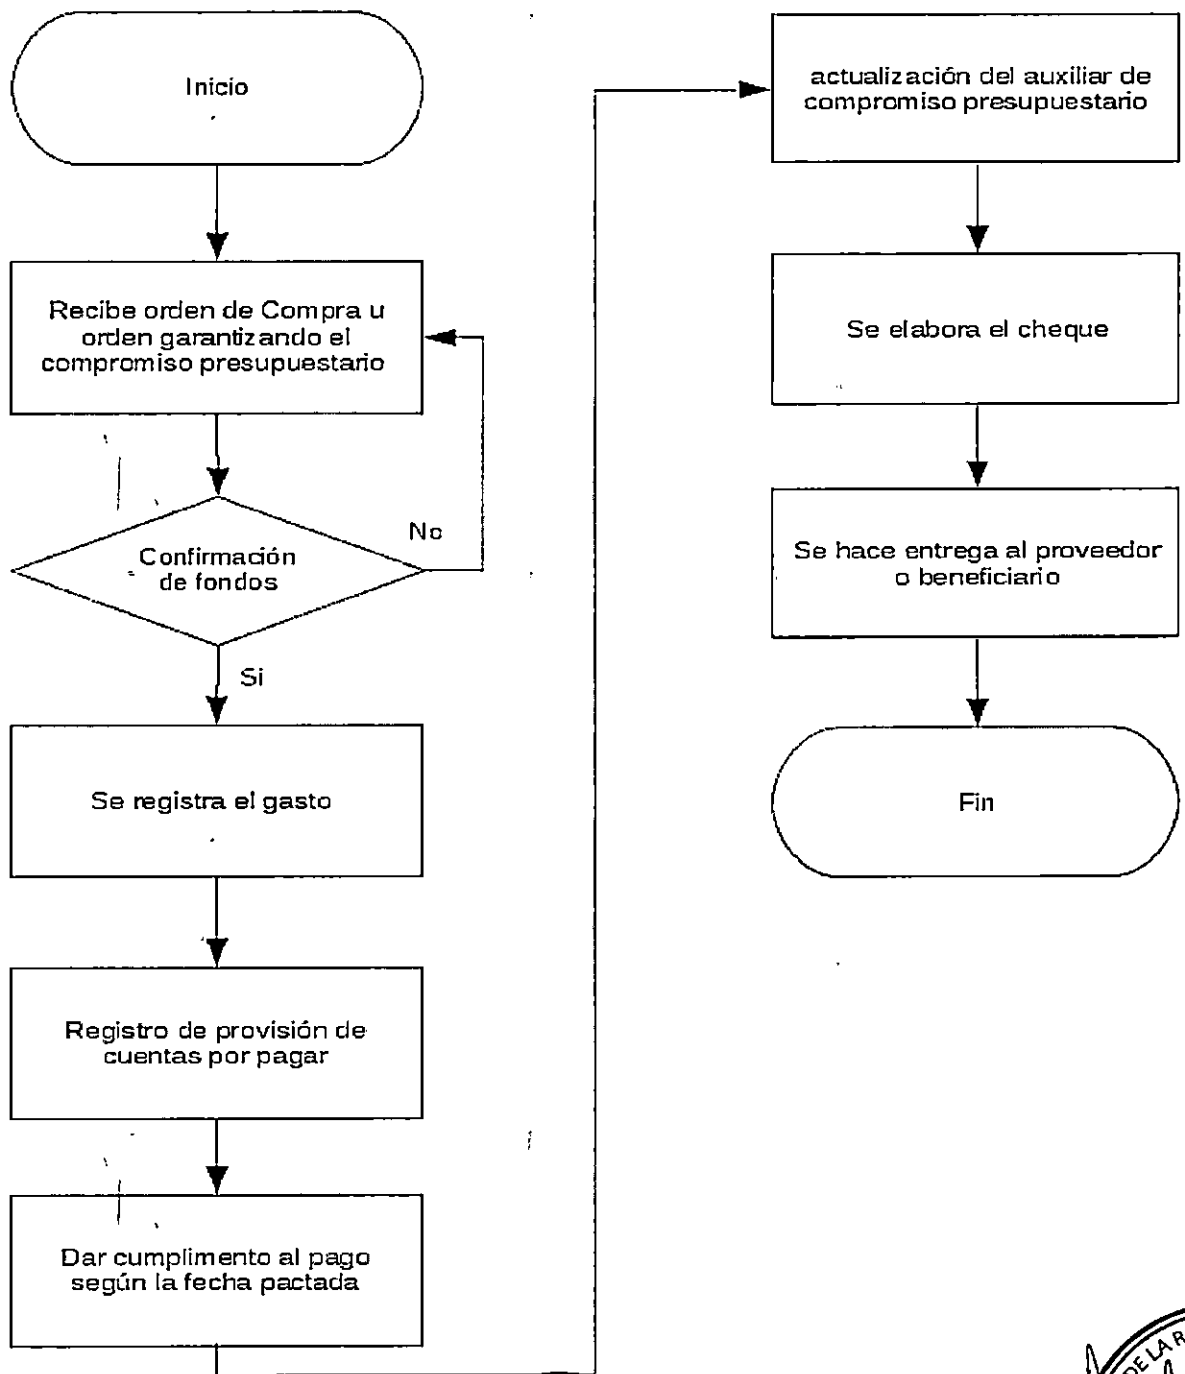 Inicio
Recibe orden de Compra u
orden garantizando el
compromiso presupuestario
Confirmación
de fondos
No
Si
Se registra el gasto
Registro de provisión de
cuentas por pagar
Dar cumplimento al pago
según la fecha pactada
actualización del auxiliar de
compromiso presupuestario
Se elabora el cheque
Se hace entrega al proveedor
o beneficiario
Fin
DE LA R